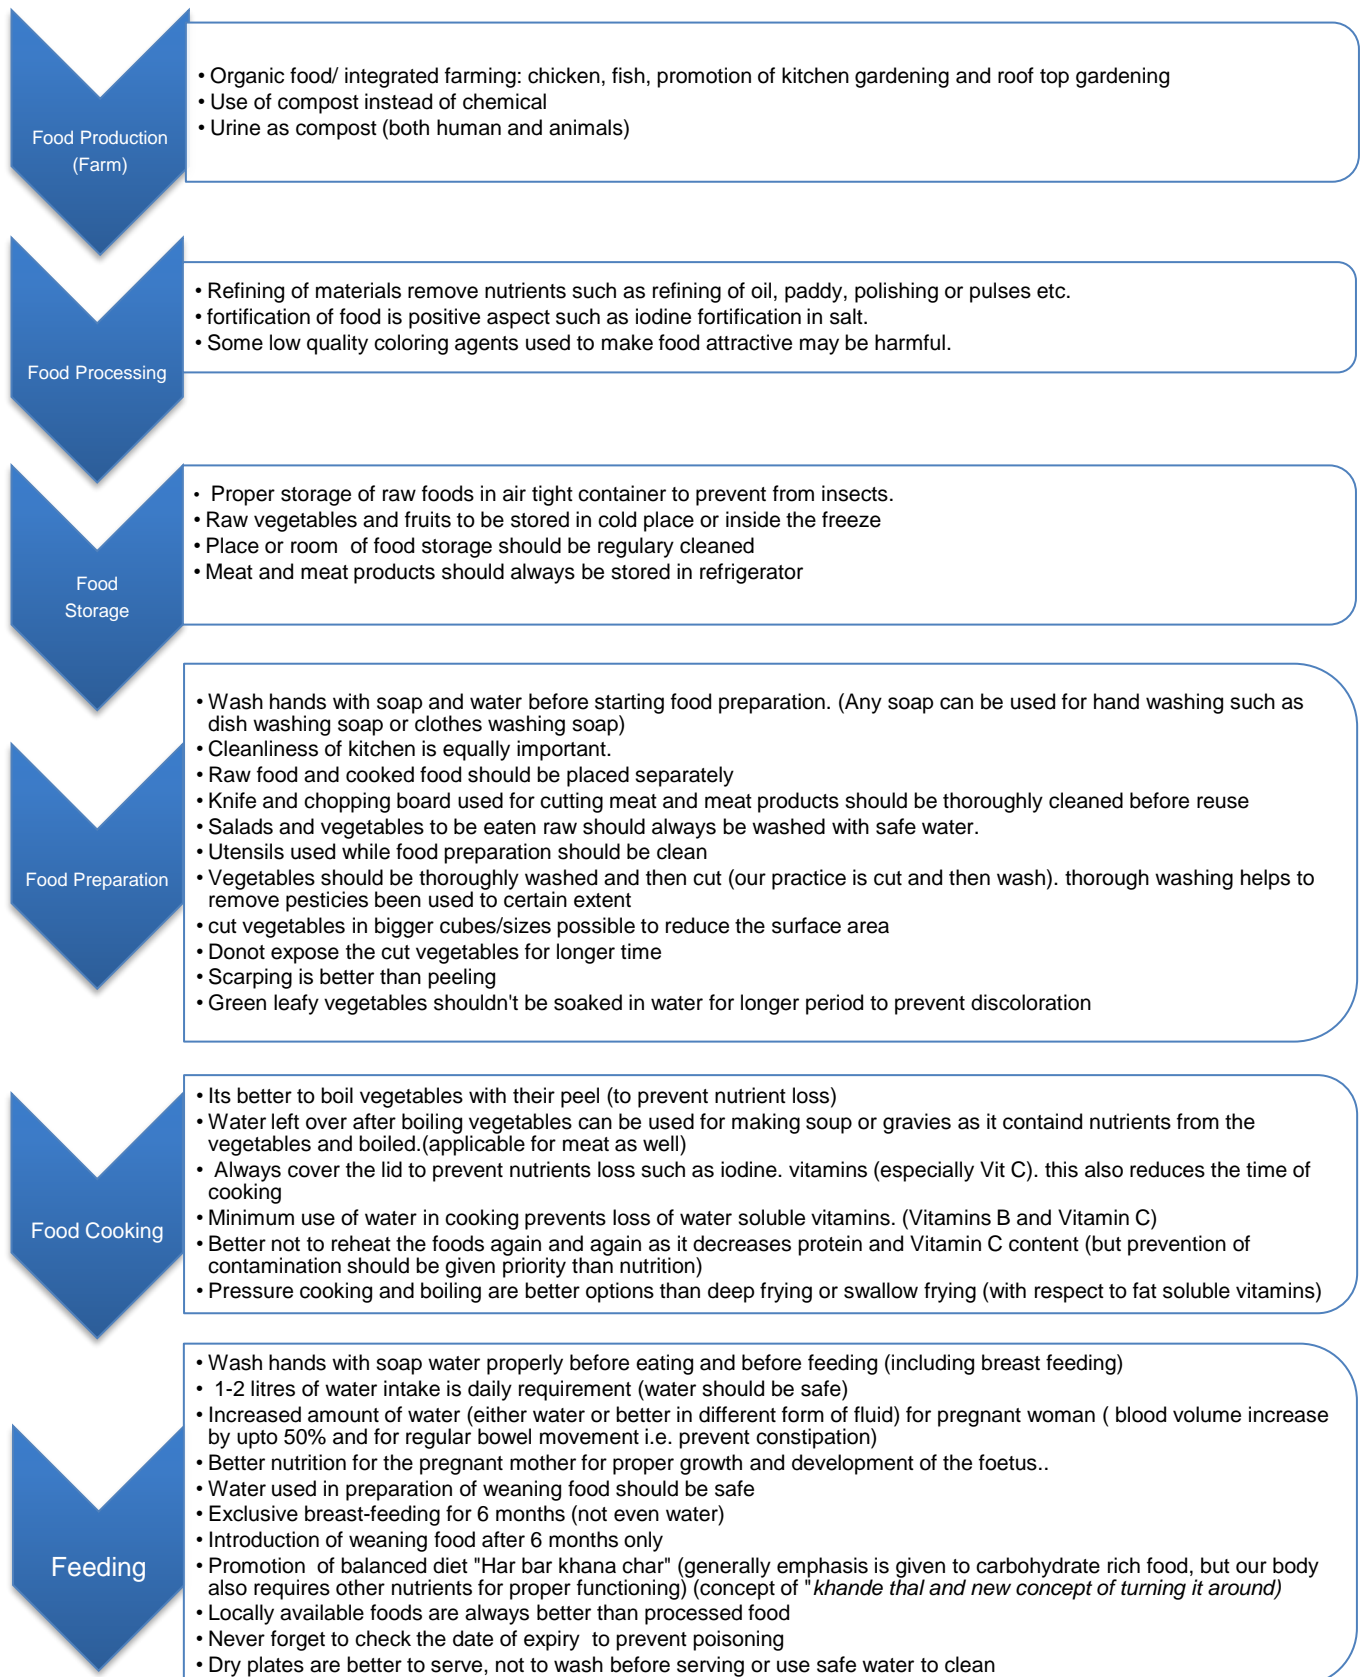 Food Production
(Farm)
• Organic food/ integrated farming: chicken, fish, promotion of kitchen gardening and roof top gardening
• Use of compost instead of chemical
• Urine as compost (both human and animals)
Food Processing
• Refining of materials remove nutrients such as refining of oil, paddy, polishing or pulses etc.
• fortification of food is positive aspect such as iodine fortification in salt.
• Some low quality coloring agents used to make food attractive may be harmful.
Food
Storage
• Proper storage of raw foods in air tight container to prevent from insects.
• Raw vegetables and fruits to be stored in cold place or inside the freeze
• Place or room of food storage should be regulary cleaned
• Meat and meat products should always be stored in refrigerator
Food Preparation
• Wash hands with soap and water before starting food preparation. (Any soap can be used for hand washing such as
dish washing soap or clothes washing soap)
• Cleanliness of kitchen is equally important.
• Raw food and cooked food should be placed separately
• Knife and chopping board used for cutting meat and meat products should be thoroughly cleaned before reuse
• Salads and vegetables to be eaten raw should always be washed with safe water.
• Utensils used while food preparation should be clean
• Vegetables should be thoroughly washed and then cut (our practice is cut and then wash). thorough washing helps to
remove pesticies been used to certain extent
• cut vegetables in bigger cubes/sizes possible to reduce the surface area
• Donot expose the cut vegetables for longer time
• Scarping is better than peeling
• Green leafy vegetables shouldn't be soaked in water for longer period to prevent discoloration
Food Cooking
• Its better to boil vegetables with their peel (to prevent nutrient loss)
• Water left over after boiling vegetables can be used for making soup or gravies as it containd nutrients from the
vegetables and boiled.(applicable for meat as well)
• Always cover the lid to prevent nutrients loss such as iodine. vitamins (especially Vit C). this also reduces the time of
cooking
• Minimum use of water in cooking prevents loss of water soluble vitamins. (Vitamins B and Vitamin C)
• Better not to reheat the foods again and again as it decreases protein and Vitamin C content (but prevention of
contamination should be given priority than nutrition)
• Pressure cooking and boiling are better options than deep frying or swallow frying (with respect to fat soluble vitamins)
Feeding
• Wash hands with soap water properly before eating and before feeding (including breast feeding)
• 1-2 litres of water intake is daily requirement (water should be safe)
• Increased amount of water (either water or better in different form of fluid) for pregnant woman ( blood volume increase
by upto 50% and for regular bowel movement i.e. prevent constipation)
• Better nutrition for the pregnant mother for proper growth and development of the foetus..
• Water used in preparation of weaning food should be safe
• Exclusive breast-feeding for 6 months (not even water)
• Introduction of weaning food after 6 months only
• Promotion of balanced diet "Har bar khana char" (generally emphasis is given to carbohydrate rich food, but our body
also requires other nutrients for proper functioning) (concept of "khande thal and new concept of turning it around)
• Locally available foods are always better than processed food
• Never forget to check the date of expiry to prevent poisoning
• Dry plates are better to serve, not to wash before serving or use safe water to clean